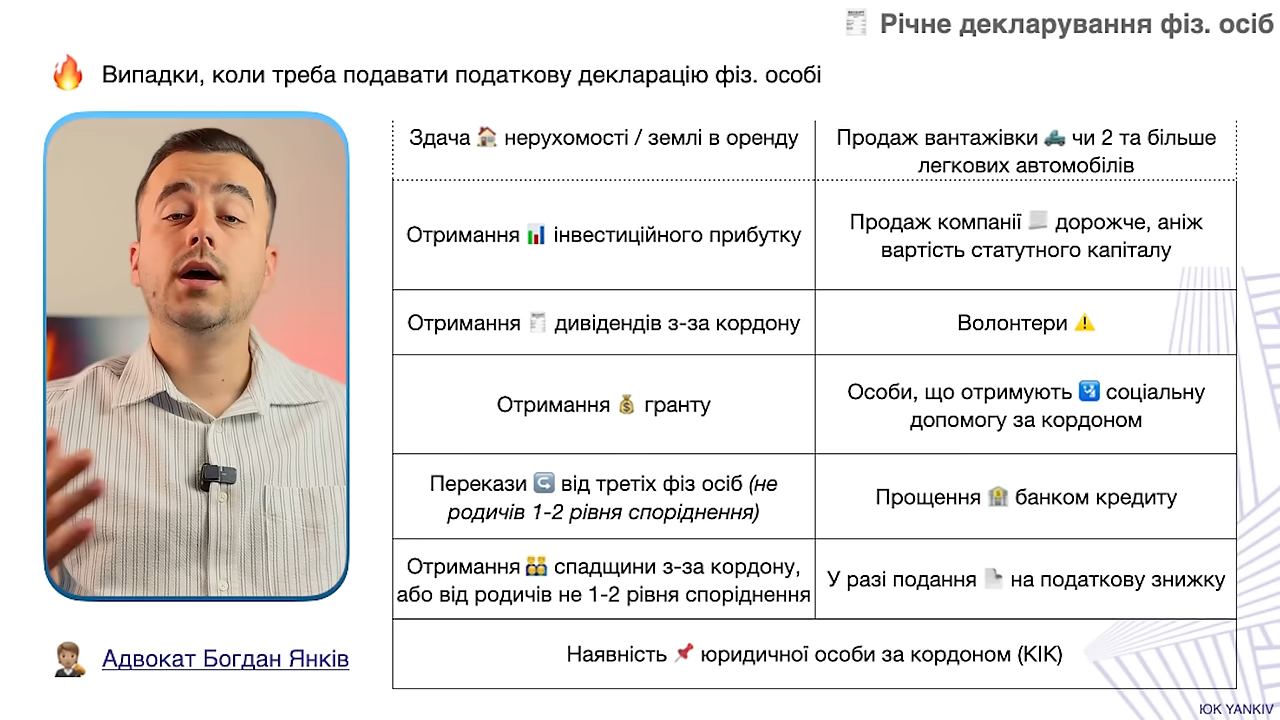 Річне декларування фіз. осіб
Випадки, коли треба подавати податкову декларацію фіз. особі
Здача нерухомості / землі в оренду
Продаж вантажівки чи 2 та більше
легкових автомобілів
Отримання інвестиційного прибутку
Продаж компанії дорожче, аніж
вартість статутного капіталу
Отримання дивідендів з-за кордону
Волонтери
Отримання гранту
Особи, що отримують соціальну
допомогу за кордоном
Перекази від третіх фіз осіб (не
родичів 1-2 рівня споріднення)
Прощення банком кредиту
Отримання спадщини з-за кордону,
або від родичів не 1-2 рівня споріднення
У разі подання на податкову знижку
Наявність юридичної особи за кордоном (КІК)
Адвокат Богдан Янків
ЮК YANKIV